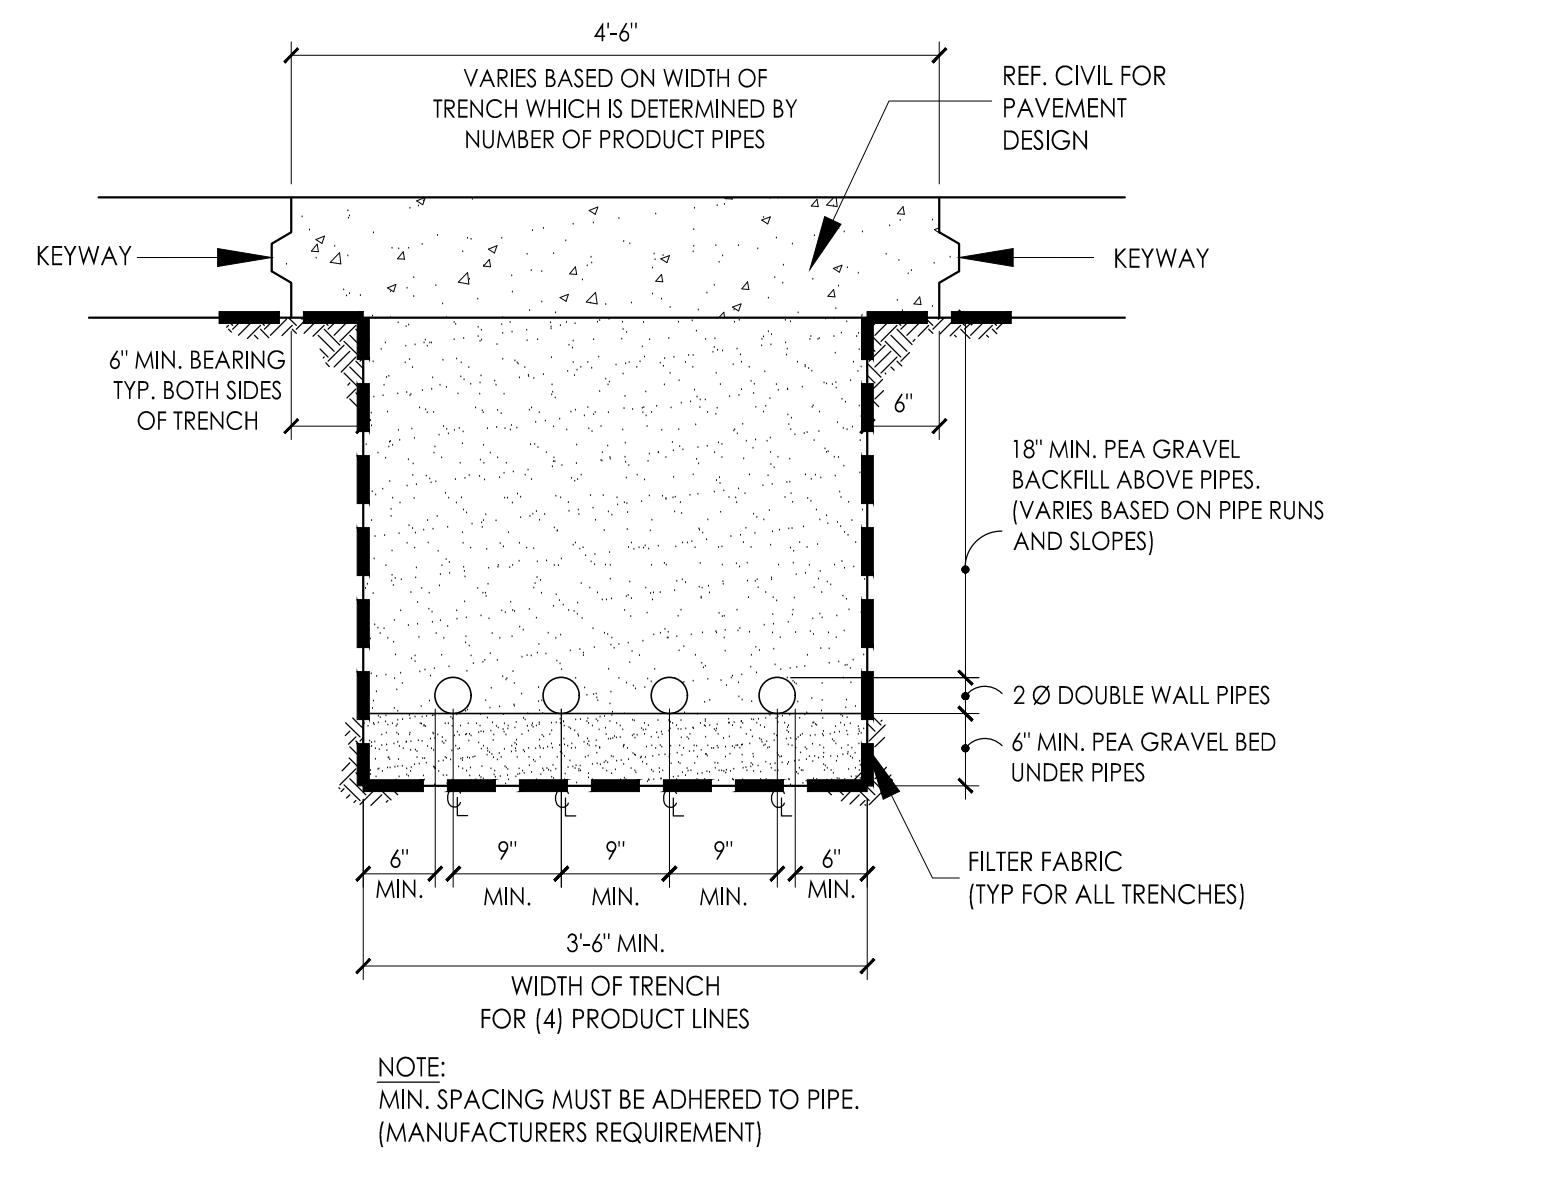 4'-6"
VARIES BASED ON WIDTH OF
TRENCH WHICH IS DETERMINED BY
NUMBER OF PRODUCT PIPES
REF. CIVIL FOR
PAVEMENT
DESIGN
KEYWAY
KEYWAY
6" MIN. BEARING
TYP. BOTH SIDES
OF TRENCH
6"
18" MIN. PEA GRAVEL
BACKFILL ABOVE PIPES.
(VARIES BASED ON PIPE RUNS
AND SLOPES)
2 Ø DOUBLE WALL PIPES
6" MIN. PEA GRAVEL BED
UNDER PIPES
CL CL CL CL
6" 9" 9" 9" 6"
MIN. MIN. MIN. MIN. MIN.
FILTER FABRIC
(TYP FOR ALL TRENCHES)
3'-6" MIN.
WIDTH OF TRENCH
FOR (4) PRODUCT LINES
NOTE:
MIN. SPACING MUST BE ADHERED TO PIPE.
(MANUFACTURERS REQUIREMENT)